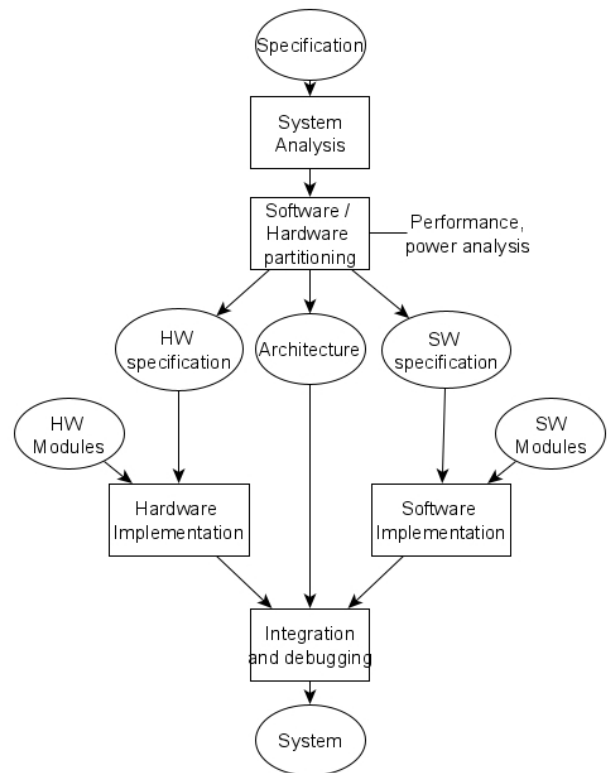 Specification
System
Analysis
Software /
Hardware
partitioning
Performance,
power analysis
HW
specification
Architecture
SW
specification
HW
Modules
SW
Modules
Hardware
Implementation
Software
Implementation
Integration
and debugging
System